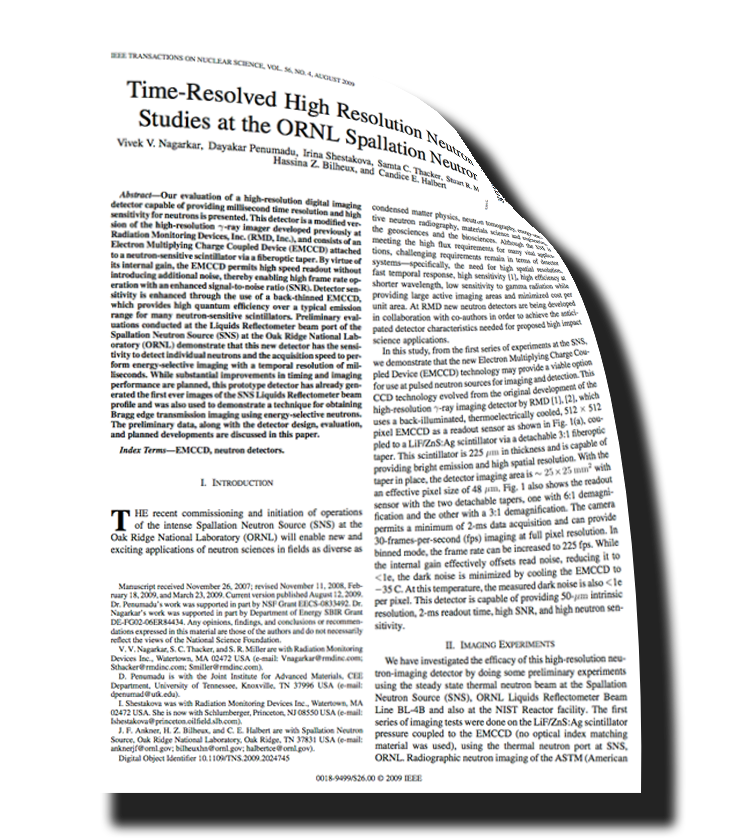 IEEE TRANSACTIONS ON NUCLEAR SCIENCE, VOL. 56, NO. 4, AUGUST 2009
Time-Resolved High Resolution Neutron
Studies at the ORNL Spallation Neutron
Vivek V. Nagarkar, Dayakar Penumadu, Irina Shestakova, Samta C. Thacker, Stuart R. M
Hassina Z. Bilheux, and Candice E. Halbert
Abstract—Our evaluation of a high-resolution digital imaging
detector capable of providing millisecond time resolution and high
sensitivity for neutrons is presented. This detector is a modified ver-
sion of the high-resolution γ-ray imager developed previously at
Radiation Monitoring Devices, Inc. (RMD, Inc.), and consists of an
Electron Multiplying Charge Coupled Device (EMCCD) attached
to a neutron-sensitive scintillator via a fiberoptic taper. By virtue of
its internal gain, the EMCCD permits high speed readout without
introducing additional noise, thereby enabling high frame rate op-
eration with an enhanced signal-to-noise ratio (SNR). Detector sen-
sitivity is enhanced through the use of a back-thinned EMCCD,
which provides high quantum efficiency over a typical emission
range for many neutron-sensitive scintillators. Preliminary eval-
uations conducted at the Liquids Reflectometer beam port of the
Spallation Neutron Source (SNS) at the Oak Ridge National Lab-
oratory (ORNL) demonstrate that this new detector has the sensi-
tivity to detect individual neutrons and the acquisition speed to per-
form energy-selective imaging with a temporal resolution of mil-
liseconds. While substantial improvements in timing and imaging
performance are planned, this prototype detector has already gen-
erated the first ever images of the SNS Liquids Reflectometer beam
profile and was also used to demonstrate a technique for obtaining
Bragg edge transmission imaging using energy-selective neutrons.
The preliminary data, along with the detector design, evaluation,
and planned developments are discussed in this paper.
Index Terms—EMCCD, neutron detectors.
I. INTRODUCTION
THE recent commissioning and initiation of operations
of the intense Spallation Neutron Source (SNS) at the
Oak Ridge National Laboratory (ORNL) will enable new and
exciting applications of neutron sciences in fields as diverse as
Manuscript received November 26, 2007; revised November 11, 2008, Feb-
ruary 18, 2009, and March 23, 2009. Current version published August 12, 2009.
Dr. Penumadu's work was supported in part by NSF Grant EECS-0833492. Dr.
Nagarkar's work was supported in part by Department of Energy SBIR Grant
DE-FG02-06ER84434. Any opinions, findings, and conclusions or recommen-
dations expressed in this material are those of the authors and do not necessarily
reflect the views of the National Science Foundation.
V. V. Nagarkar, S. C. Thacker, and S. R. Miller are with Radiation Monitoring
Devices Inc., Watertown, MA 02472 USA (e-mail: Vnagarkar@rmdinc.com;
Sthacker@rmdinc.com; Smiller@rmdinc.com).
D. Penumadu is with the Joint Institute for Advanced Materials, CEE
Department, University of Tennessee, Knoxville, TN 37996 USA (e-mail:
dpenumad@utk.edu).
I. Shestakova was with Radiation Monitoring Devices Inc., Watertown, MA
02472 USA. She is now with Schlumberger, Princeton, NJ 08550 USA (e-mail:
Ishestakova@princeton.oilfield.slb.com).
J. F. Ankner, H. Z. Bilheux, and C. E. Halbert are with Spallation Neutron
Source, Oak Ridge National Laboratory, Oak Ridge, TN 37831 USA (e-mail:
anknerjf@ornl.gov; bilheuxhn@ornl.gov; halbertce@ornl.gov).
Digital Object Identifier 10.1109/TNS.2009.2024745
condensed matter physics, neutron tomography,
tive neutron radiography, materials science and engineering,
the geosciences and the biosciences. Although the SNS is
meeting the high flux requirements for many vital applica-
tions, challenging requirements remain in terms of detector
systems—specifically, the need for high spatial resolution,
fast temporal response, high sensitivity [1], high efficiency at
shorter wavelength, low sensitivity to gamma radiation while
providing large active imaging areas and minimized cost per
unit area. At RMD new neutron detectors are being developed
in collaboration with co-authors in order to achieve the antici-
pated detector characteristics needed for proposed high impact
science applications.
In this study, from the first series of experiments at the SNS,
we demonstrate that the new Electron Multiplying Charge Cou-
pled Device (EMCCD) technology may provide a viable option
for use at pulsed neutron sources for imaging and detection. This
CCD technology evolved from the original development of the
high-resolution γ-ray imaging detector by RMD [1], [2], which
uses a back-illuminated, thermoelectrically cooled, 512 × 512
pixel EMCCD as a readout sensor as shown in Fig. 1(a), cou-
pled to a LiF/ZnS:Ag scintillator via a detachable 3:1 fiberoptic
taper. This scintillator is 225 μm in thickness and is capable of
providing bright emission and high spatial resolution. With the
taper in place, the detector imaging area is ~ 25 × 25 mm² with
an effective pixel size of 48 μm. Fig. 1 also shows the readout
sensor with the two detachable tapers, one with 6:1 demagni-
fication and the other with a 3:1 demagnification. The camera
permits a minimum of 2-ms data acquisition and can provide
30-frames-per-second (fps) imaging at full pixel resolution. In
binned mode, the frame rate can be increased to 225 fps. While
the internal gain effectively offsets read noise, reducing it to
<1e, the dark noise is minimized by cooling the EMCCD to
−35 C. At this temperature, the measured dark noise is also <1e
per pixel. This detector is capable of providing 50-μm intrinsic
resolution, 2-ms readout time, high SNR, and high neutron sen-
sitivity.
II. IMAGING EXPERIMENTS
We have investigated the efficacy of this high-resolution neu-
tron-imaging detector by doing some preliminary experiments
using the steady state thermal neutron beam at the Spallation
Neutron Source (SNS), ORNL Liquids Reflectometer Beam
Line BL-4B and also at the NIST Reactor facility. The first
series of imaging tests were done on the LiF/ZnS:Ag scintillator
pressure coupled to the EMCCD (no optical index matching
material was used), using the thermal neutron port at SNS,
ORNL. Radiographic neutron imaging of the ASTM (American
0018-9499/$26.00 © 2009 IEEE